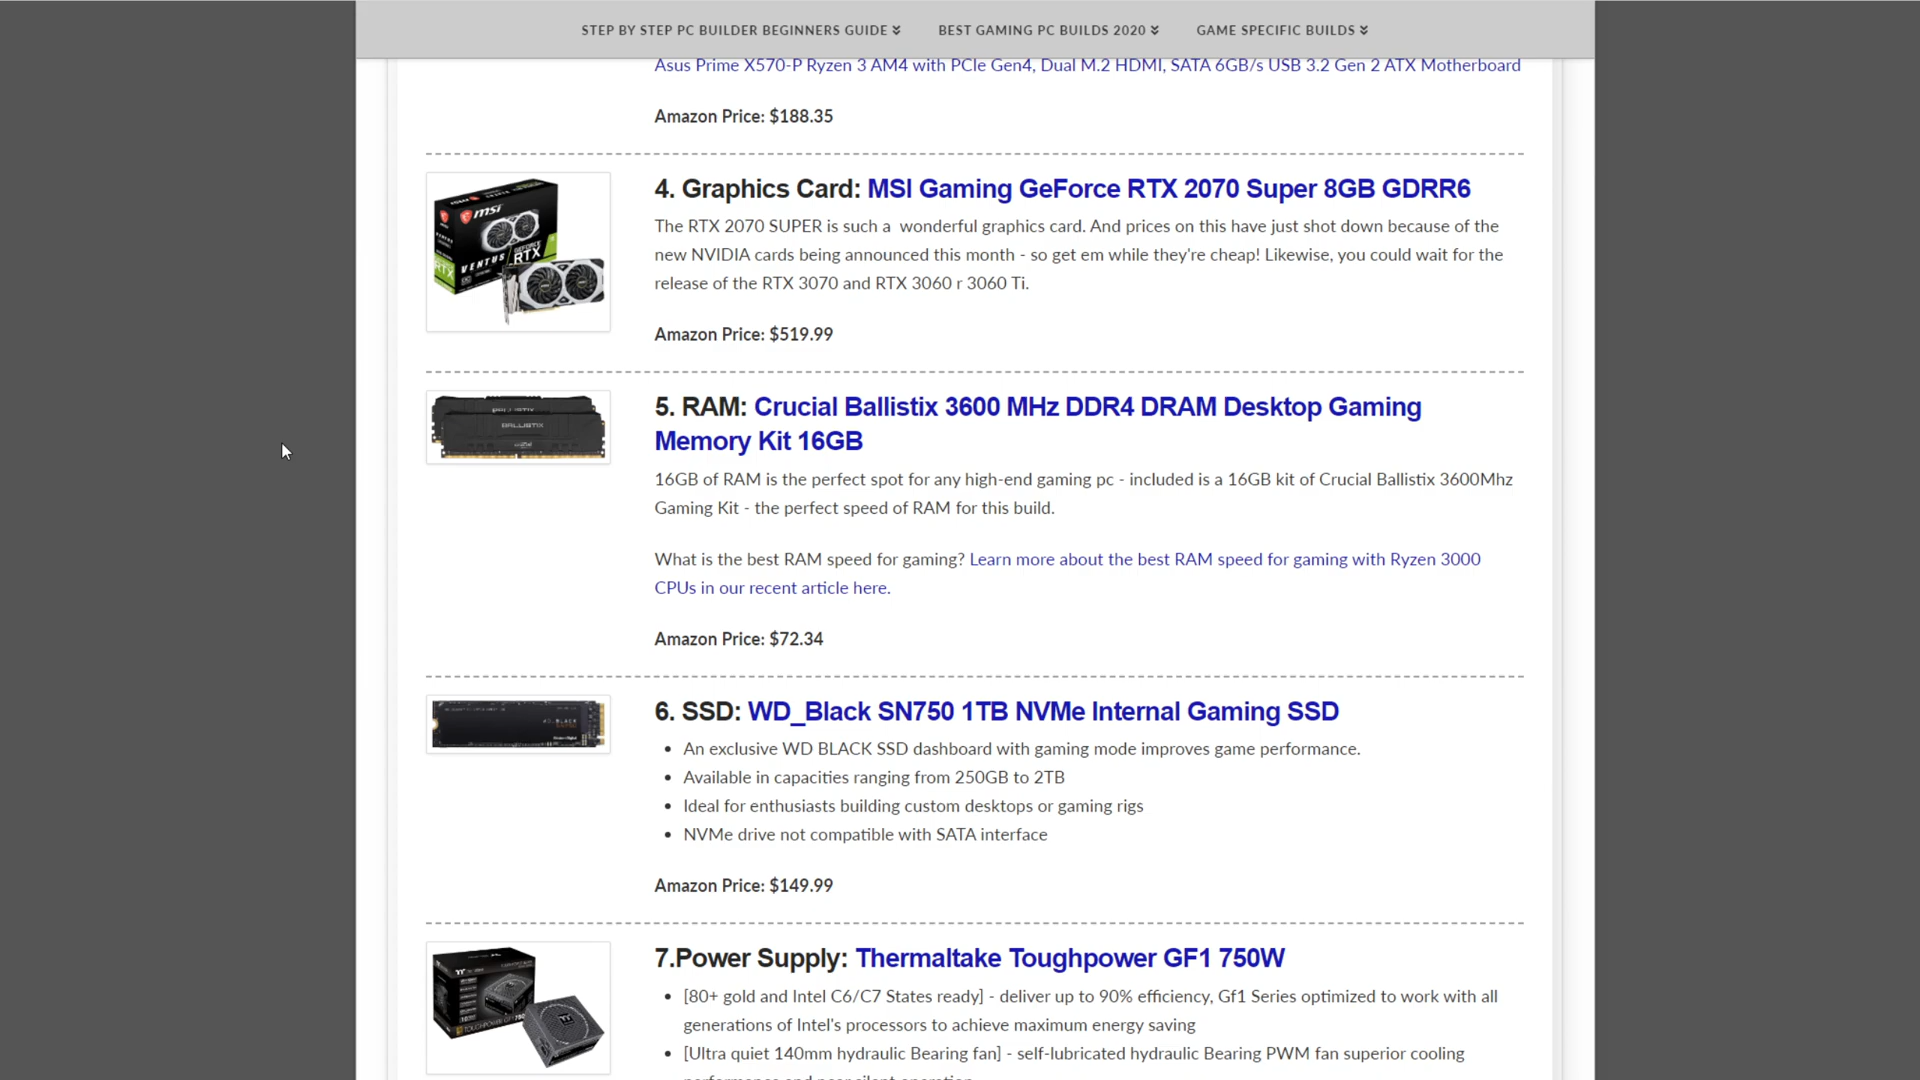 STEP BY STEP PC BUILDER BEGINNERS GUIDE BEST GAMING PC BUILDS 2020 GAME SPECIFIC BUILDS
Asus Prime X570-P Ryzen 3 AM4 with PCIe Gen4, Dual M.2 HDMI, SATA 6GB/s USB 3.2 Gen 2 ATX Motherboard
Amazon Price: $188.35
4. Graphics Card: MSI Gaming GeForce RTX 2070 Super 8GB GDRR6
The RTX 2070 SUPER is such a wonderful graphics card. And prices on this have just shot down because of the
new NVIDIA cards being announced this month - so get em while they're cheap! Likewise, you could wait for the
release of the RTX 3070 and RTX 3060 r 3060 Ti.
Amazon Price: $519.99
msi
VENTUS
GEFORCE
RTX
RTX
5. RAM: Crucial Ballistix 3600 MHz DDR4 DRAM Desktop Gaming
Memory Kit 16GB
16GB of RAM is the perfect spot for any high-end gaming pc - included is a 16GB kit of Crucial Ballistix 3600Mhz
Gaming Kit - the perfect speed of RAM for this build.
What is the best RAM speed for gaming? Learn more about the best RAM speed for gaming with Ryzen 3000
CPUs in our recent article here.
Amazon Price: $72.34
BALLISTIX
BALLISTIX
6. SSD: WD_Black SN750 1TB NVMe Internal Gaming SSD
An exclusive WD BLACK SSD dashboard with gaming mode improves game performance.
Available in capacities ranging from 250GB to 2TB
Ideal for enthusiasts building custom desktops or gaming rigs
NVMe drive not compatible with SATA interface
Amazon Price: $149.99
WD_BLACK
7.Power Supply: Thermaltake Toughpower GF1 750W
[80+ gold and Intel C6/C7 States ready] - deliver up to 90% efficiency, Gf1 Series optimized to work with all
generations of Intel's processors to achieve maximum energy saving
[Ultra quiet 140mm hydraulic Bearing fan] - self-lubricated hydraulic Bearing PWM fan superior cooling
TOUGHPOWER GF1 750